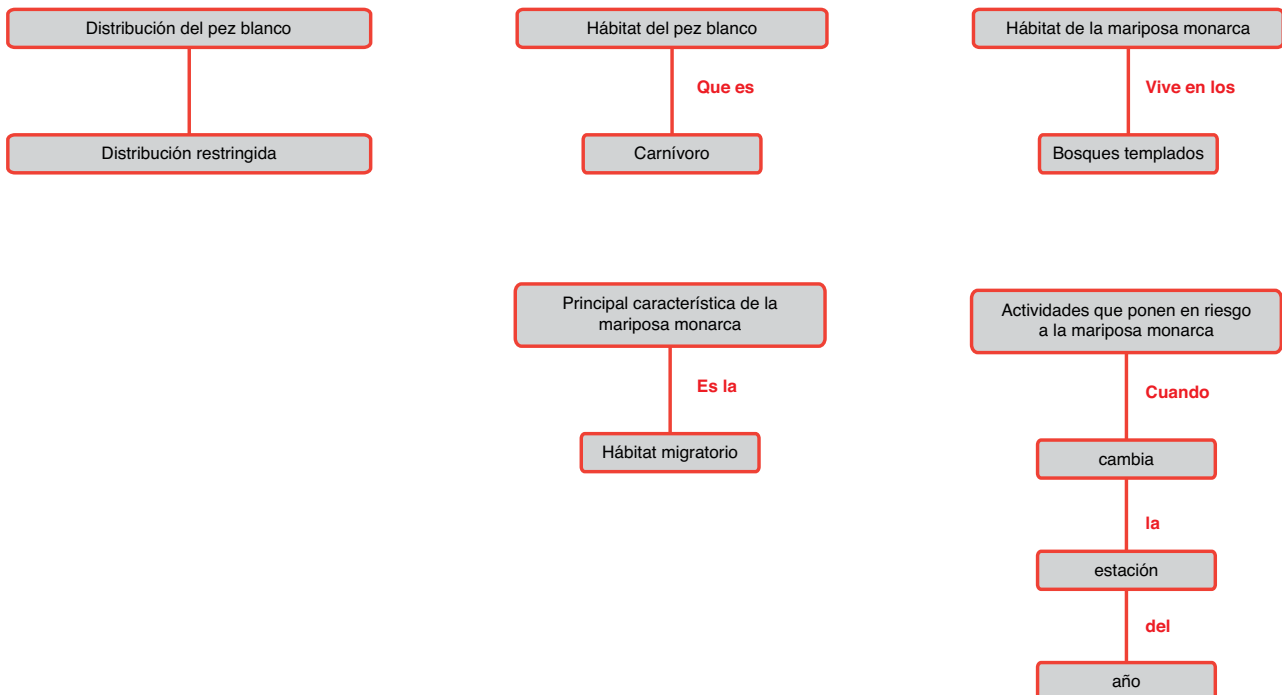 Distribución del pez blanco
Distribución restringida
Hábitat del pez blanco
Que es
Carnívoro
Hábitat de la mariposa monarca
Vive en los
Bosques templados
Principal característica de la
mariposa monarca
Es la
Hábitat migratorio
Actividades que ponen en riesgo
a la mariposa monarca
Cuando
cambia
la
estación
del
año